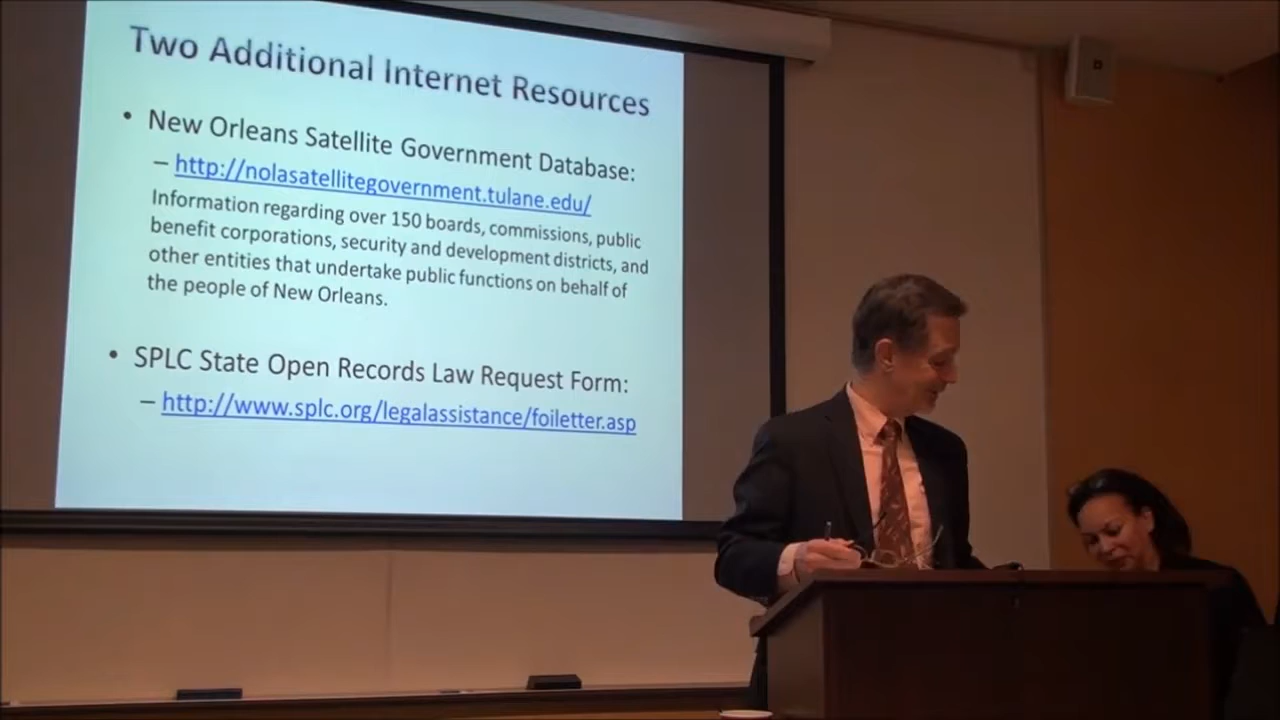 Two Additional Internet Resources
• New Orleans Satellite Government Database:
– http://nolasatellitegovernment.tulane.edu/
Information regarding over 150 boards, commissions, public
benefit corporations, security and development districts, and
other entities that undertake public functions on behalf of
the people of New Orleans.
• SPLC State Open Records Law Request Form:
– http://www.splc.org/legalassistance/foiletter.asp